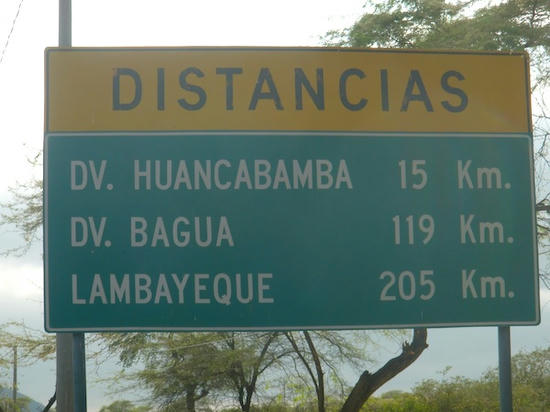 DISTANCIAS
DV. HUANCABAMBA 15 Km.
DV. BAGUA 119 Km.
LAMBAYEQUE 205 Km.